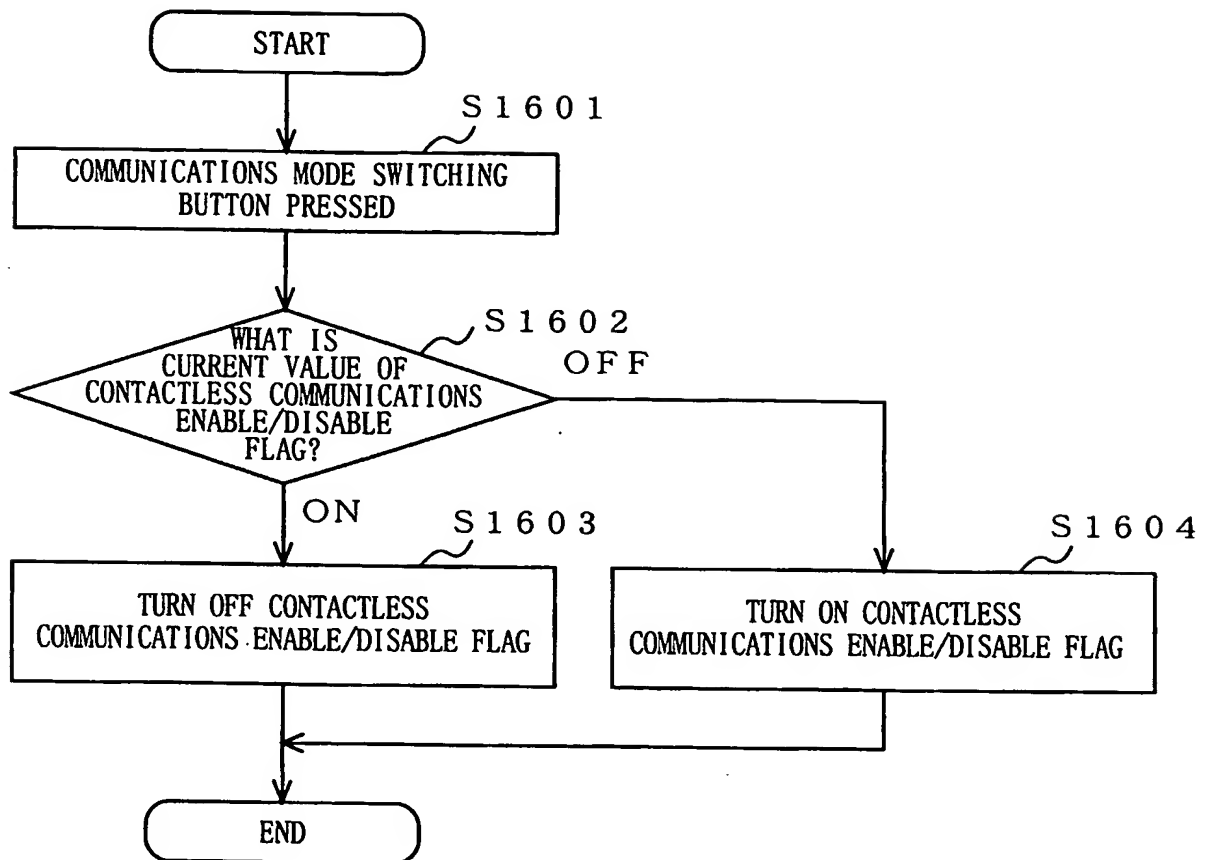 START
S1601
COMMUNICATIONS MODE SWITCHING
BUTTON PRESSED
S1602
WHAT IS
CURRENT VALUE OF
CONTACTLESS COMMUNICATIONS
ENABLE/DISABLE
FLAG?
OFF
ON
S1603
TURN OFF CONTACTLESS
COMMUNICATIONS ENABLE/DISABLE FLAG
S1604
TURN ON CONTACTLESS
COMMUNICATIONS ENABLE/DISABLE FLAG
END